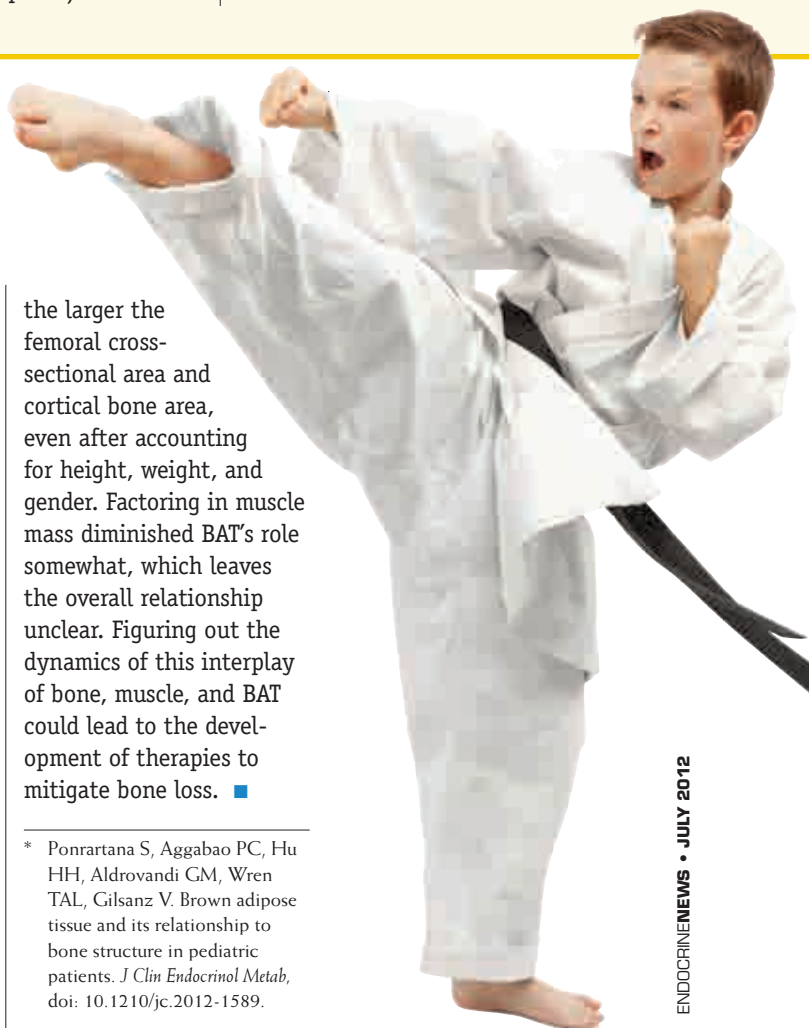 the larger the
femoral cross-
sectional area and
cortical bone area,
even after accounting
for height, weight, and
gender. Factoring in muscle
mass diminished BAT’s role
somewhat, which leaves
the overall relationship
unclear. Figuring out the
dynamics of this interplay
of bone, muscle, and BAT
could lead to the devel-
opment of therapies to
mitigate bone loss. ■
* Ponrartana S, Aggabao PC, Hu
HH, Aldrovandi GM, Wren
TAL, Gilsanz V. Brown adipose
tissue and its relationship to
bone structure in pediatric
patients. J Clin Endocrinol Metab,
doi: 10.1210/jc.2012-1589.
ENDOCRINENEWS • JULY 2012